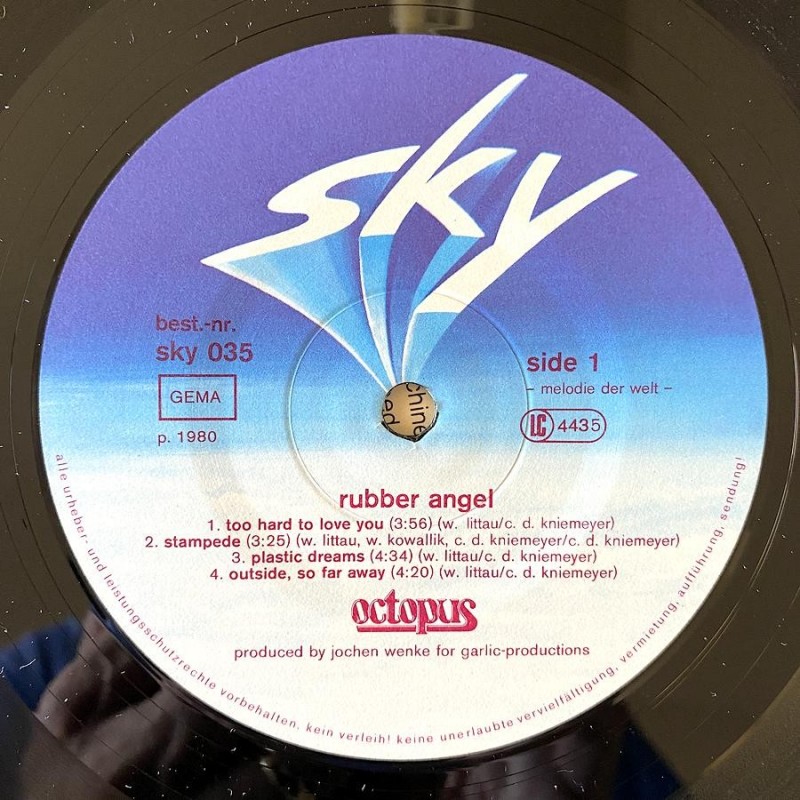 sky
best.-nr.
sky 035
GEMA
p. 1980
side 1
– melodie der welt –
LC 4435
chine
ed
rubber angel
1. too hard to love you (3:56) (w. littau/c. d. kniemeyer)
2. stampede (3:25) (w. littau, w. kowallik, c. d. kniemeyer/c. d. kniemeyer)
3. plastic dreams (4:34) (w. littau/c. d. kniemeyer)
4. outside, so far away (4:20) (w. littau/c. d. kniemeyer)
octopus
produced by jochen wenke for garlic-productions
alle urheber- und leistungsschutzrechte vorbehalten. kein verleih! keine unerlaubte vervielfältigung, vermietung, aufführung, sendung!